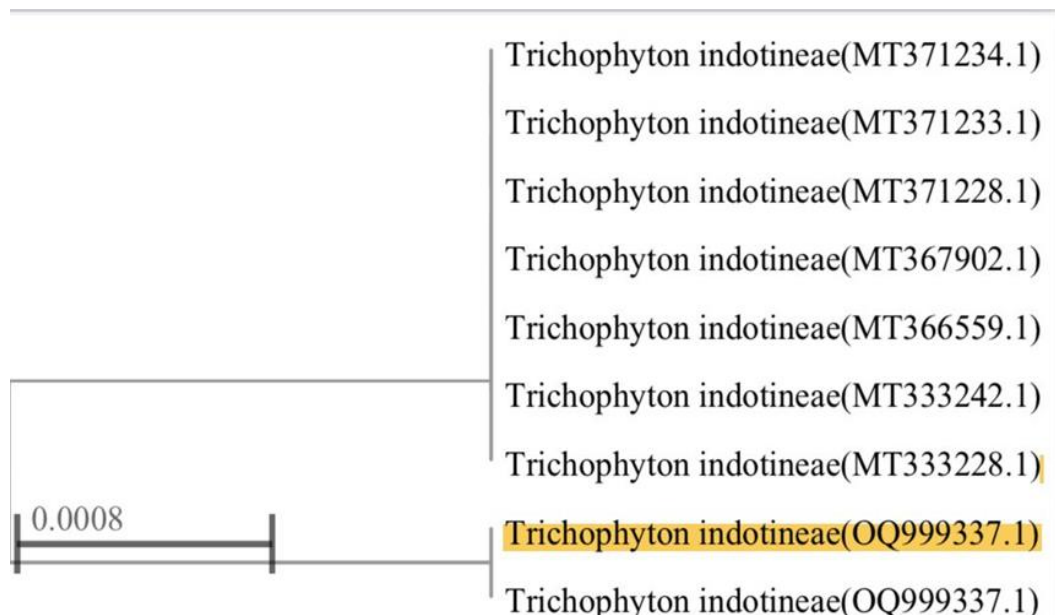 Trichophyton indotineae(MT371234.1)
Trichophyton indotineae(MT371233.1)
Trichophyton indotineae(MT371228.1)
Trichophyton indotineae(MT367902.1)
Trichophyton indotineae(MT366559.1)
Trichophyton indotineae(MT333242.1)
Trichophyton indotineae(MT333228.1)
0.0008
Trichophyton indotineae(OQ999337.1)
Trichophyton indotineae(OQ999337.1)